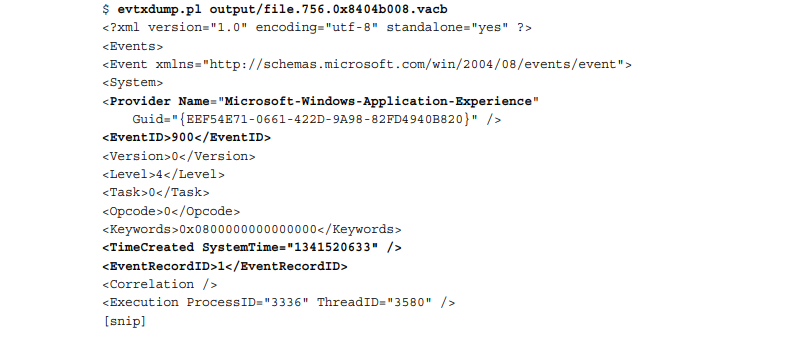 $ evtxdump.pl output/file.756.0x8404b008.vacb
<?xml version="1.0" encoding="utf-8" standalone="yes" ?>
<Events>
<Event xmlns="http://schemas.microsoft.com/win/2004/08/events/event">
<System>
<Provider Name="Microsoft-Windows-Application-Experience"
Guid="{EEF54E71-0661-422D-9A98-82FD4940B820}" />
<EventID>900</EventID>
<Version>0</Version>
<Level>4</Level>
<Task>0</Task>
<Opcode>0</Opcode>
<Keywords>0x0800000000000000</Keywords>
<TimeCreated SystemTime="1341520633" />
<EventRecordID>1</EventRecordID>
<Correlation />
<Execution ProcessID="3336" ThreadID="3580" />
[snip]